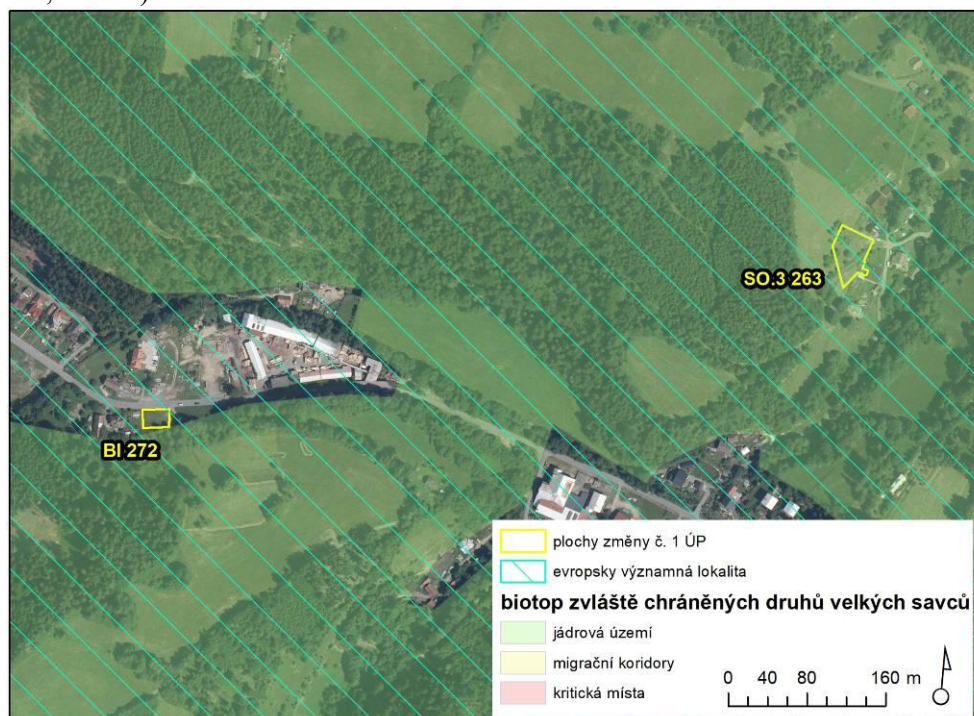 SO.3 263
BI 272
plochy změny č. 1 ÚP
evropsky významná lokalita
biotop zvláště chráněných druhů velkých savců
jádrová území
migrační koridory
kritická místa
0 40 80 160 m